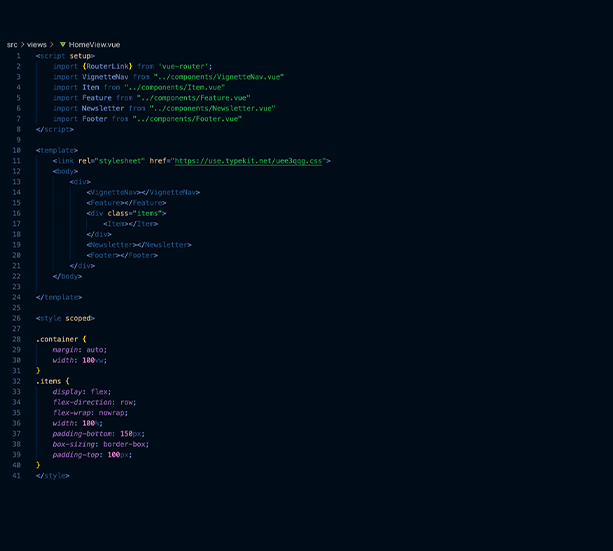 src > views > HomeView.vue
1 <script setup>
2 import {RouterLink} from 'vue-router';
3 import VignetteNav from "../components/VignetteNav.vue"
4 import Item from "../components/Item.vue"
5 import Feature from "../components/Feature.vue"
6 import Newsletter from "../components/Newsletter.vue"
7 import Footer from "../components/Footer.vue"
8 </script>
9
10 <template>
11 <link rel="stylesheet" href="https://use.typekit.net/uee3qqg.css">
12 <body>
13 <div>
14 <VignetteNav></VignetteNav>
15 <Feature></Feature>
16 <div class="items">
17 <Item></Item>
18 </div>
19 <Newsletter></Newsletter>
20 <Footer></Footer>
21 </div>
22 </body>
23
24 </template>
25
26 <style scoped>
27
28 .container {
29 margin: auto;
30 width: 100vw;
31 }
32 .items {
33 display: flex;
34 flex-direction: row;
35 flex-wrap: nowrap;
36 width: 100%;
37 padding-bottom: 150px;
38 box-sizing: border-box;
39 padding-top: 100px;
40 }
41 </style>